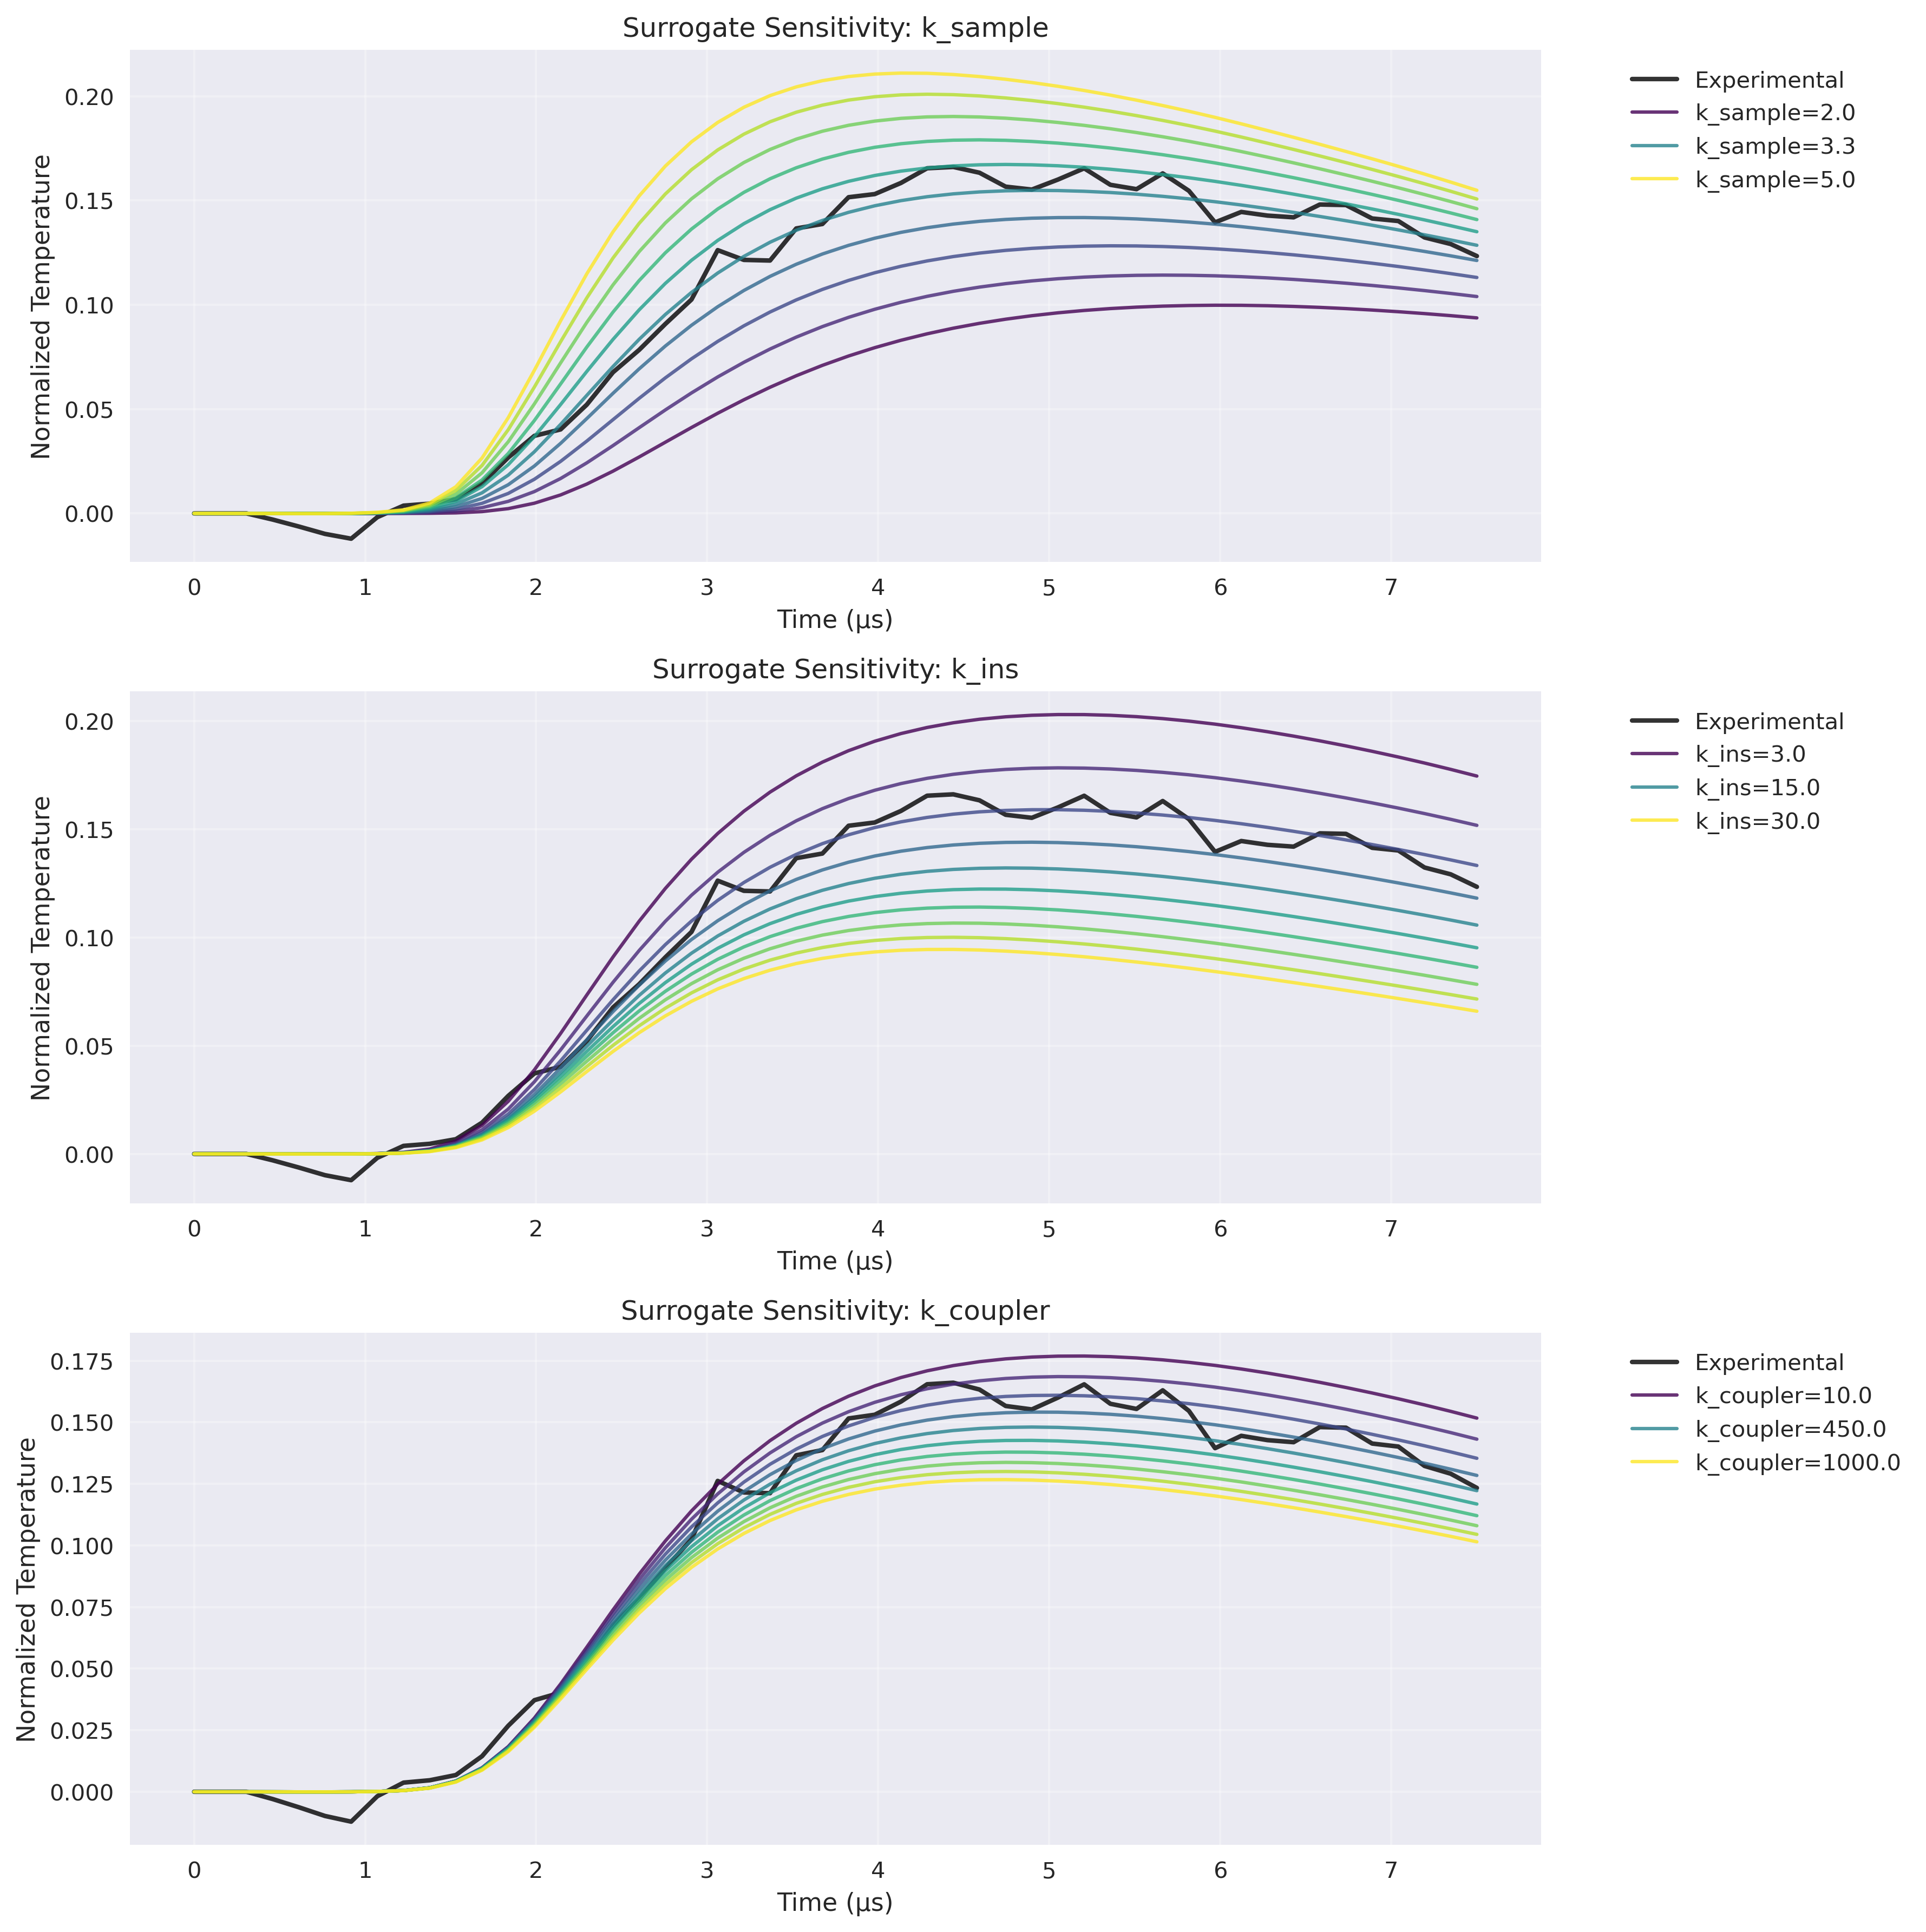 Surrogate Sensitivity: k_sample
Normalized Temperature
0.20
0.15
0.10
0.05
0.00
0 1 2 3 4 5 6 7
Time (μs)
Experimental
k_sample=2.0
k_sample=3.3
k_sample=5.0
Surrogate Sensitivity: k_ins
Normalized Temperature
0.20
0.15
0.10
0.05
0.00
0 1 2 3 4 5 6 7
Time (μs)
Experimental
k_ins=3.0
k_ins=15.0
k_ins=30.0
Surrogate Sensitivity: k_coupler
Normalized Temperature
0.175
0.150
0.125
0.100
0.075
0.050
0.025
0.000
0 1 2 3 4 5 6 7
Time (μs)
Experimental
k_coupler=10.0
k_coupler=450.0
k_coupler=1000.0